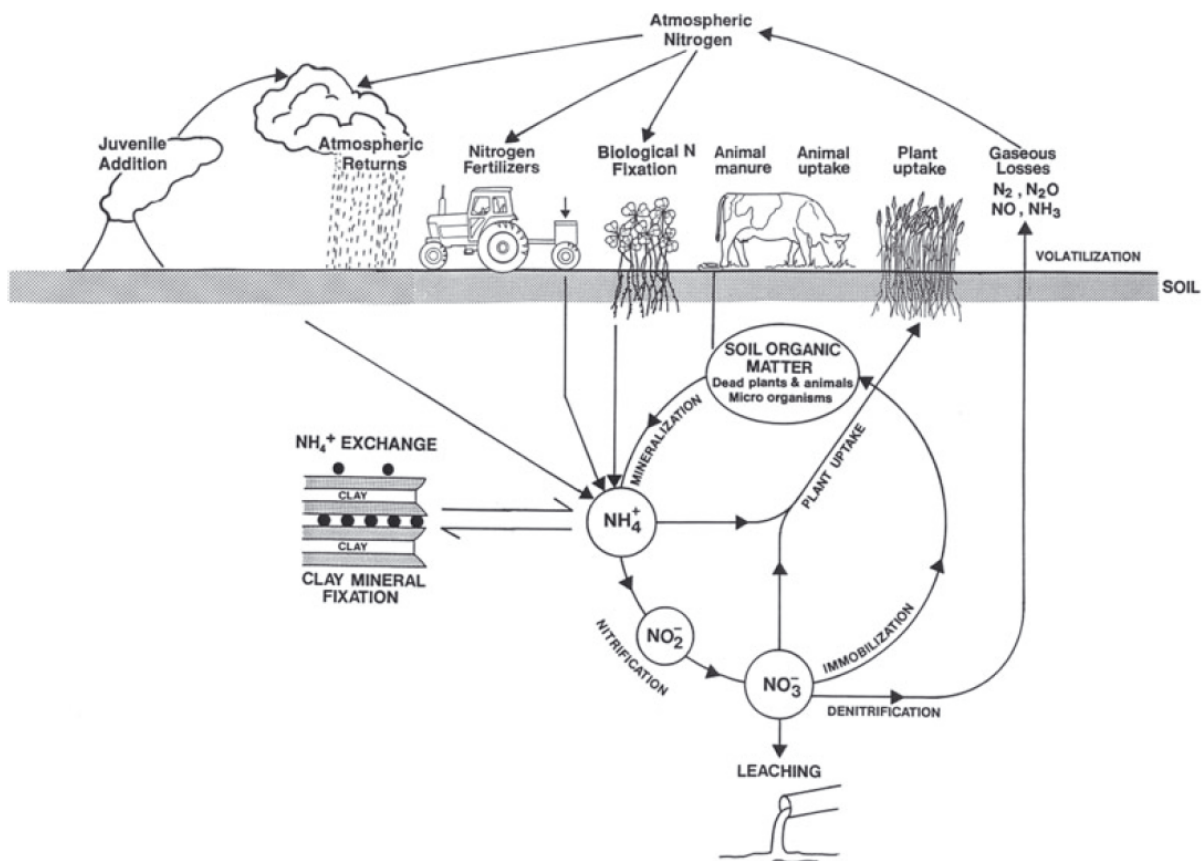 Atmospheric
Nitrogen
Juvenile
Addition
Atmospheric
Returns
Nitrogen
Fertilizers
Biological N
Fixation
Animal
manure
Animal
uptake
Plant
uptake
Gaseous
Losses
N₂ , N₂O
NO , NH₃
VOLATILIZATION
SOIL
SOIL ORGANIC
MATTER
Dead plants & animals
Micro organisms
MINERALIZATION
PLANT UPTAKE
NH₄⁺ EXCHANGE
CLAY
CLAY
CLAY MINERAL
FIXATION
NH₄⁺
NITRIFICATION
NO₂⁻
NO₃⁻
IMMOBILIZATION
DENITRIFICATION
LEACHING